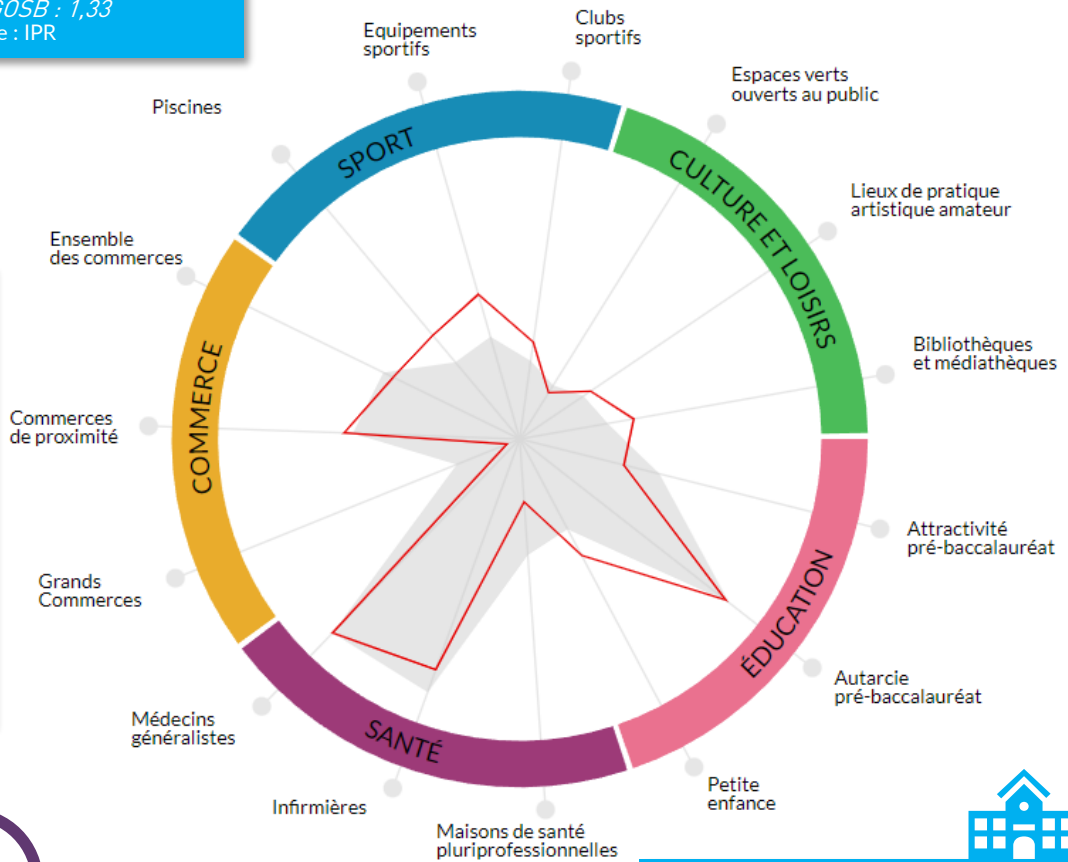 GOSB : 1,33
e : IPR
Clubs
sportifs
Equipements
sportifs
Espaces verts
ouverts au public
Piscines
SPORT
CULTURE ET LOISIRS
Lieux de pratique
artistique amateur
Ensemble
des commerces
Bibliothèques
et médiathèques
COMMERCE
Commerces
de proximité
Attractivité
pré-baccalauréat
ÉDUCATION
Grands
Commerces
Autarcie
pré-baccalauréat
Médecins
généralistes
SANTÉ
Petite
enfance
Infirmières
Maisons de santé
pluriprofessionnelles